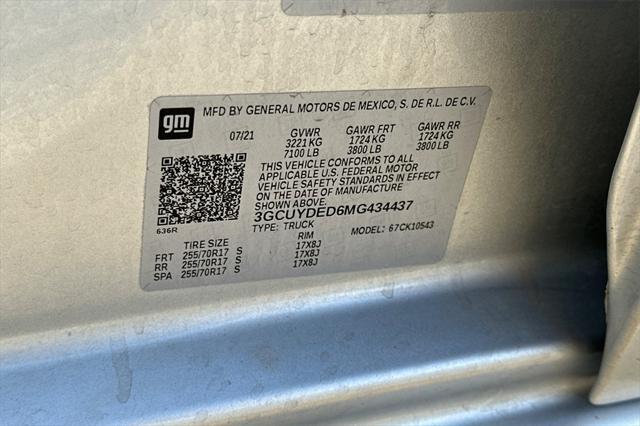 gm
MFD BY GENERAL MOTORS DE MEXICO, S. DE R.L. DE C.V.
07/21 GVWR GAWR FRT GAWR RR
3221 KG 1724 KG 1724 KG
7100 LB 3800 LB 3800 LB
THIS VEHICLE CONFORMS TO ALL
APPLICABLE U.S. FEDERAL MOTOR
VEHICLE SAFETY STANDARDS IN EFFECT
ON THE DATE OF MANUFACTURE
SHOWN ABOVE.
3GCUYDED6MG434437
636R
TYPE: TRUCK MODEL: 67CK10543
TIRE SIZE RIM
FRT 255/70R17 S 17X8J
RR 255/70R17 S 17X8J
SPA 255/70R17 S 17X8J